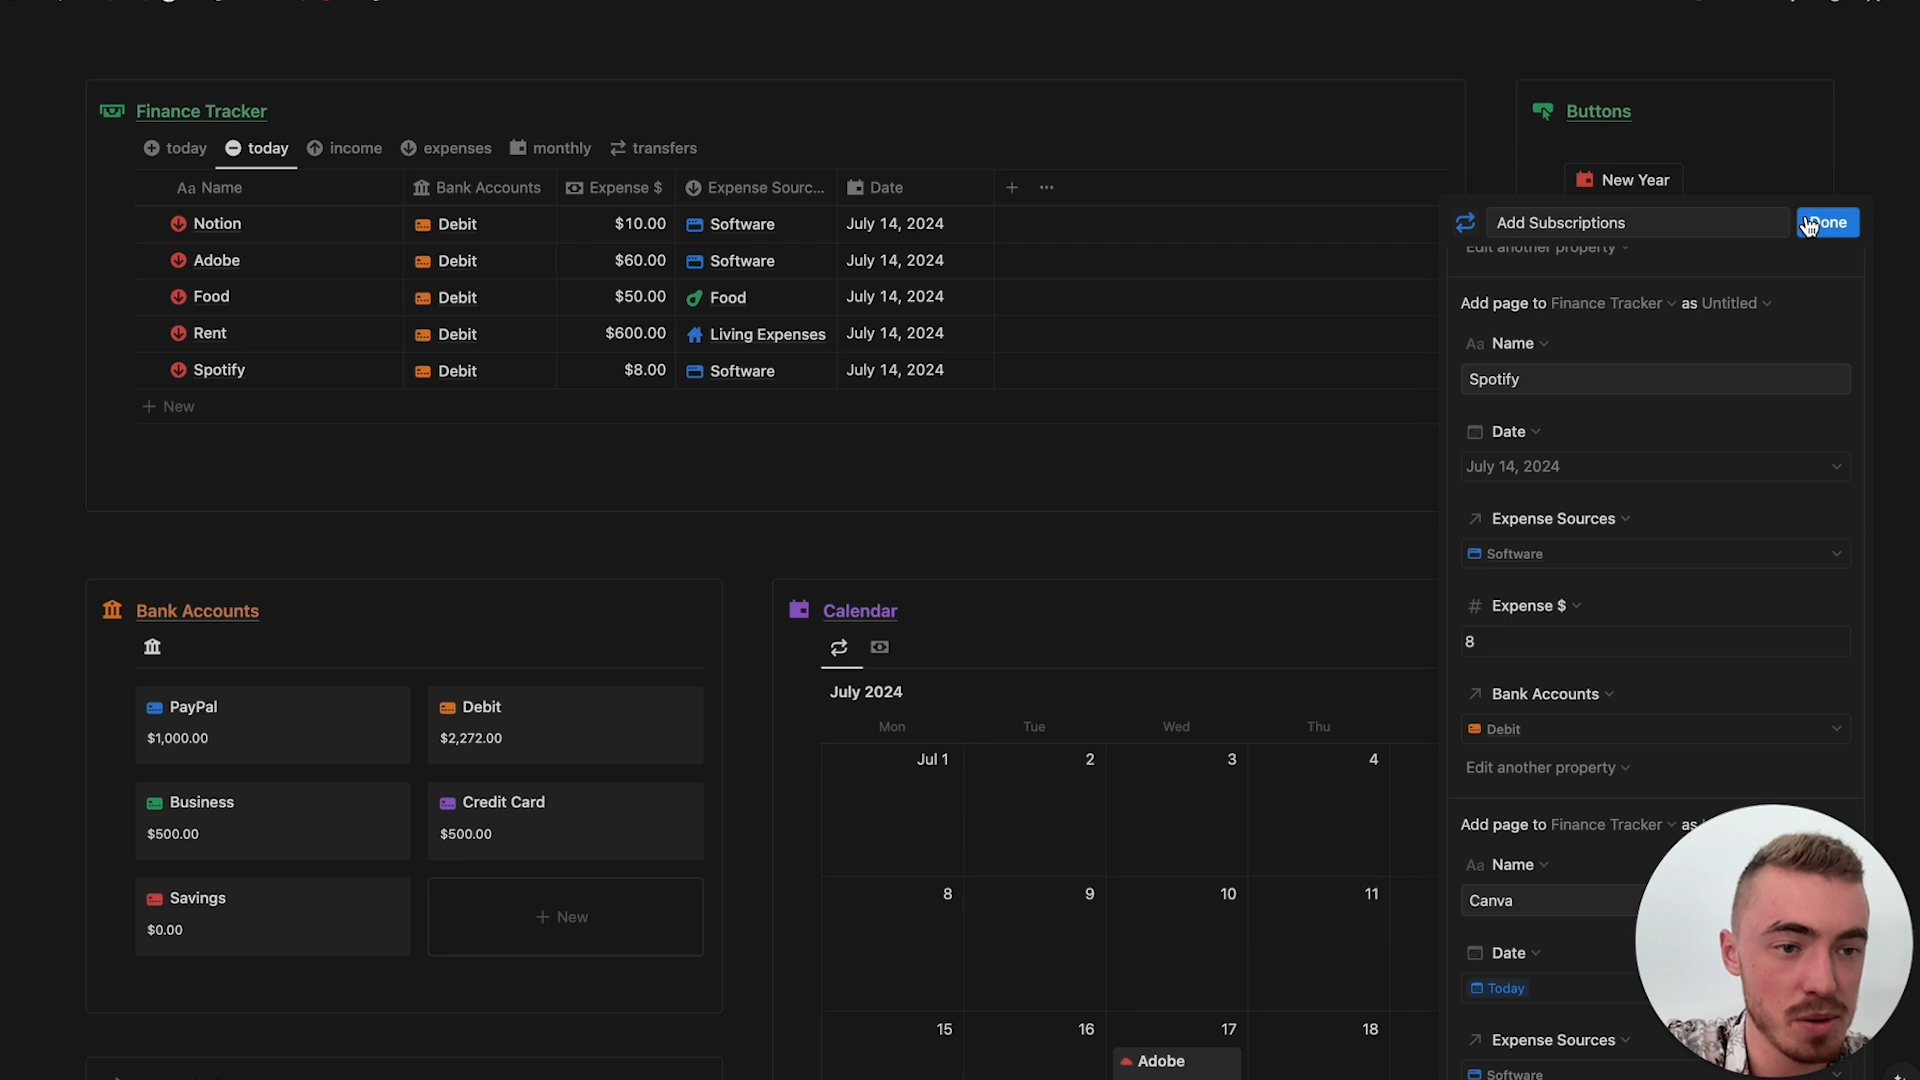 Finance Tracker
today
today
income
expenses
monthly
transfers
Aa Name
Bank Accounts
Expense $
Expense Sourc...
Date
Notion
Debit
$10.00
Software
July 14, 2024
Adobe
Debit
$60.00
Software
July 14, 2024
Food
Debit
$50.00
Food
July 14, 2024
Rent
Debit
$600.00
Living Expenses
July 14, 2024
Spotify
Debit
$8.00
Software
July 14, 2024
+ New
Buttons
New Year
Add Subscriptions
Done
Edit another property
Add page to Finance Tracker as Untitled
Aa Name
Spotify
Date
July 14, 2024
Expense Sources
Software
# Expense $
8
Bank Accounts
Debit
Edit another property
Add page to Finance Tracker as
Aa Name
Canva
Date
Today
Expense Sources
Software
Bank Accounts
PayPal
$1,000.00
Debit
$2,272.00
Business
$500.00
Credit Card
$500.00
Savings
$0.00
+ New
Calendar
July 2024
Mon
Tue
Wed
Thu
Jul 1
2
3
4
8
9
10
11
15
16
17
18
Adobe